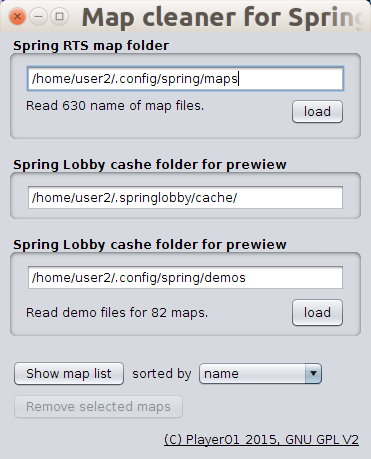 Map cleaner for Spring
Spring RTS map folder
/home/user2/.config/spring/maps
Read 630 name of map files.
load
Spring Lobby cashe folder for prewiew
/home/user2/.springlobby/cache/
Spring Lobby cashe folder for prewiew
/home/user2/.config/spring/demos
Read demo files for 82 maps.
load
Show map list sorted by name
Remove selected maps
(C) Player01 2015, GNU GPL V2